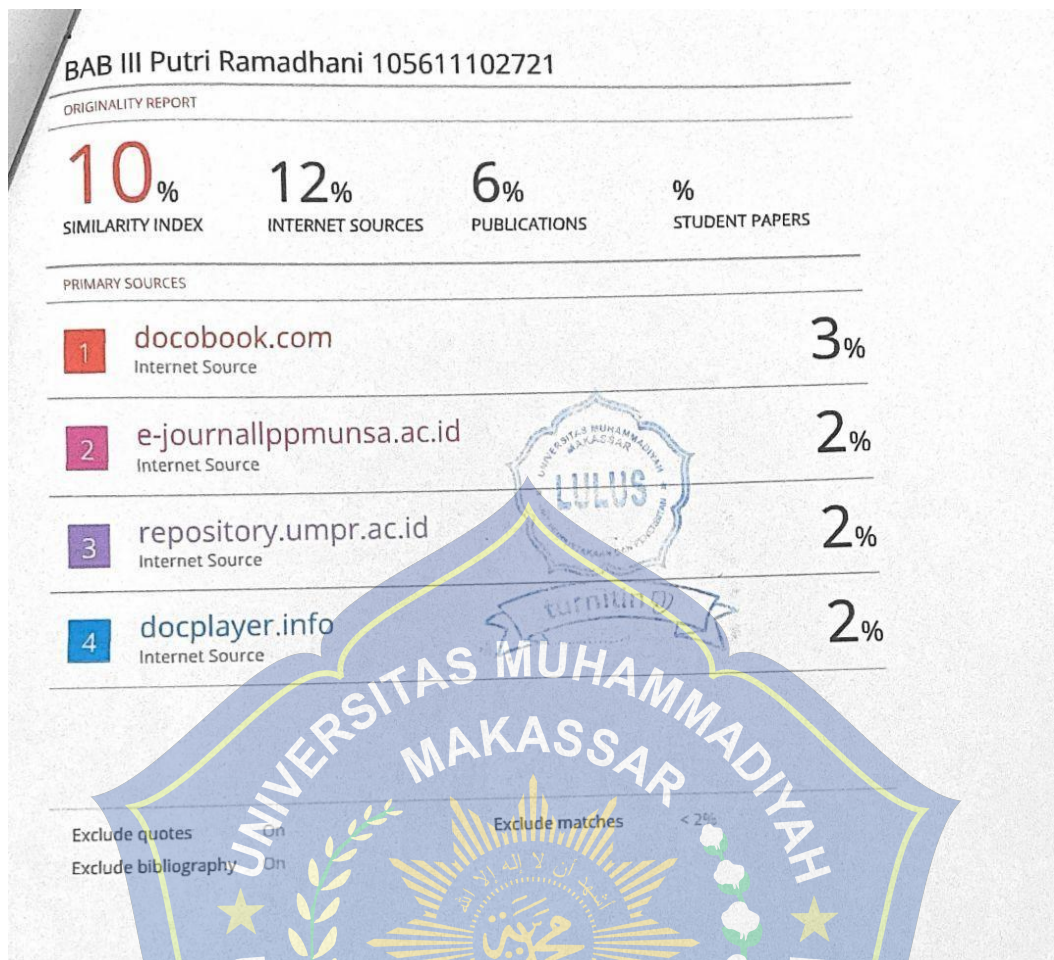 BAB III Putri Ramadhani 105611102721
ORIGINALITY REPORT
10%
SIMILARITY INDEX
12%
INTERNET SOURCES
6%
PUBLICATIONS
%
STUDENT PAPERS
PRIMARY SOURCES
1
docobook.com
Internet Source
3%
2
e-journallppmunsa.ac.id
Internet Source
2%
3
repository.umpr.ac.id
Internet Source
2%
4
docplayer.info
Internet Source
2%
UNIVERSITAS MUHAMMADIYAH
MAKASSAR
LULUS
turnitin
UNIVERSITAS MUHAMMADIYAH
MAKASSAR
Exclude quotes On
Exclude matches < 2%
Exclude bibliography On